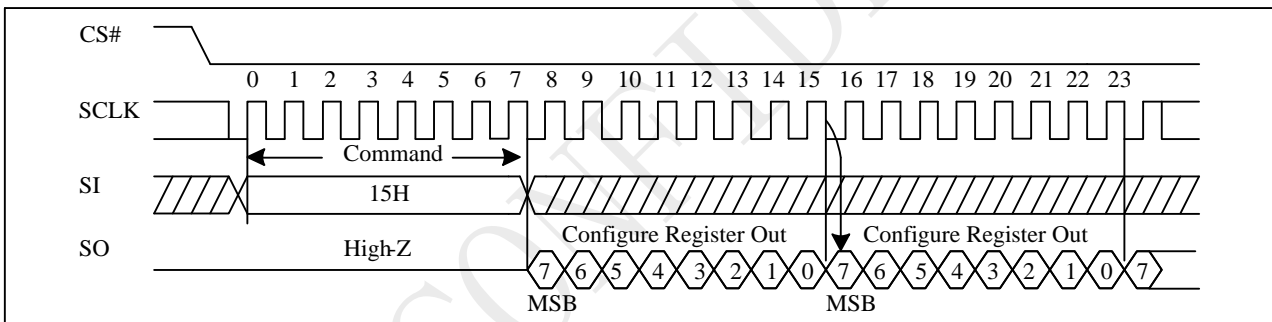 CS#
0 1 2 3 4 5 6 7 8 9 10 11 12 13 14 15 16 17 18 19 20 21 22 23
SCLK
Command
SI
15H
SO
High-Z
Configure Register Out
Configure Register Out
7 6 5 4 3 2 1 0 7 6 5 4 3 2 1 0 7
MSB
MSB